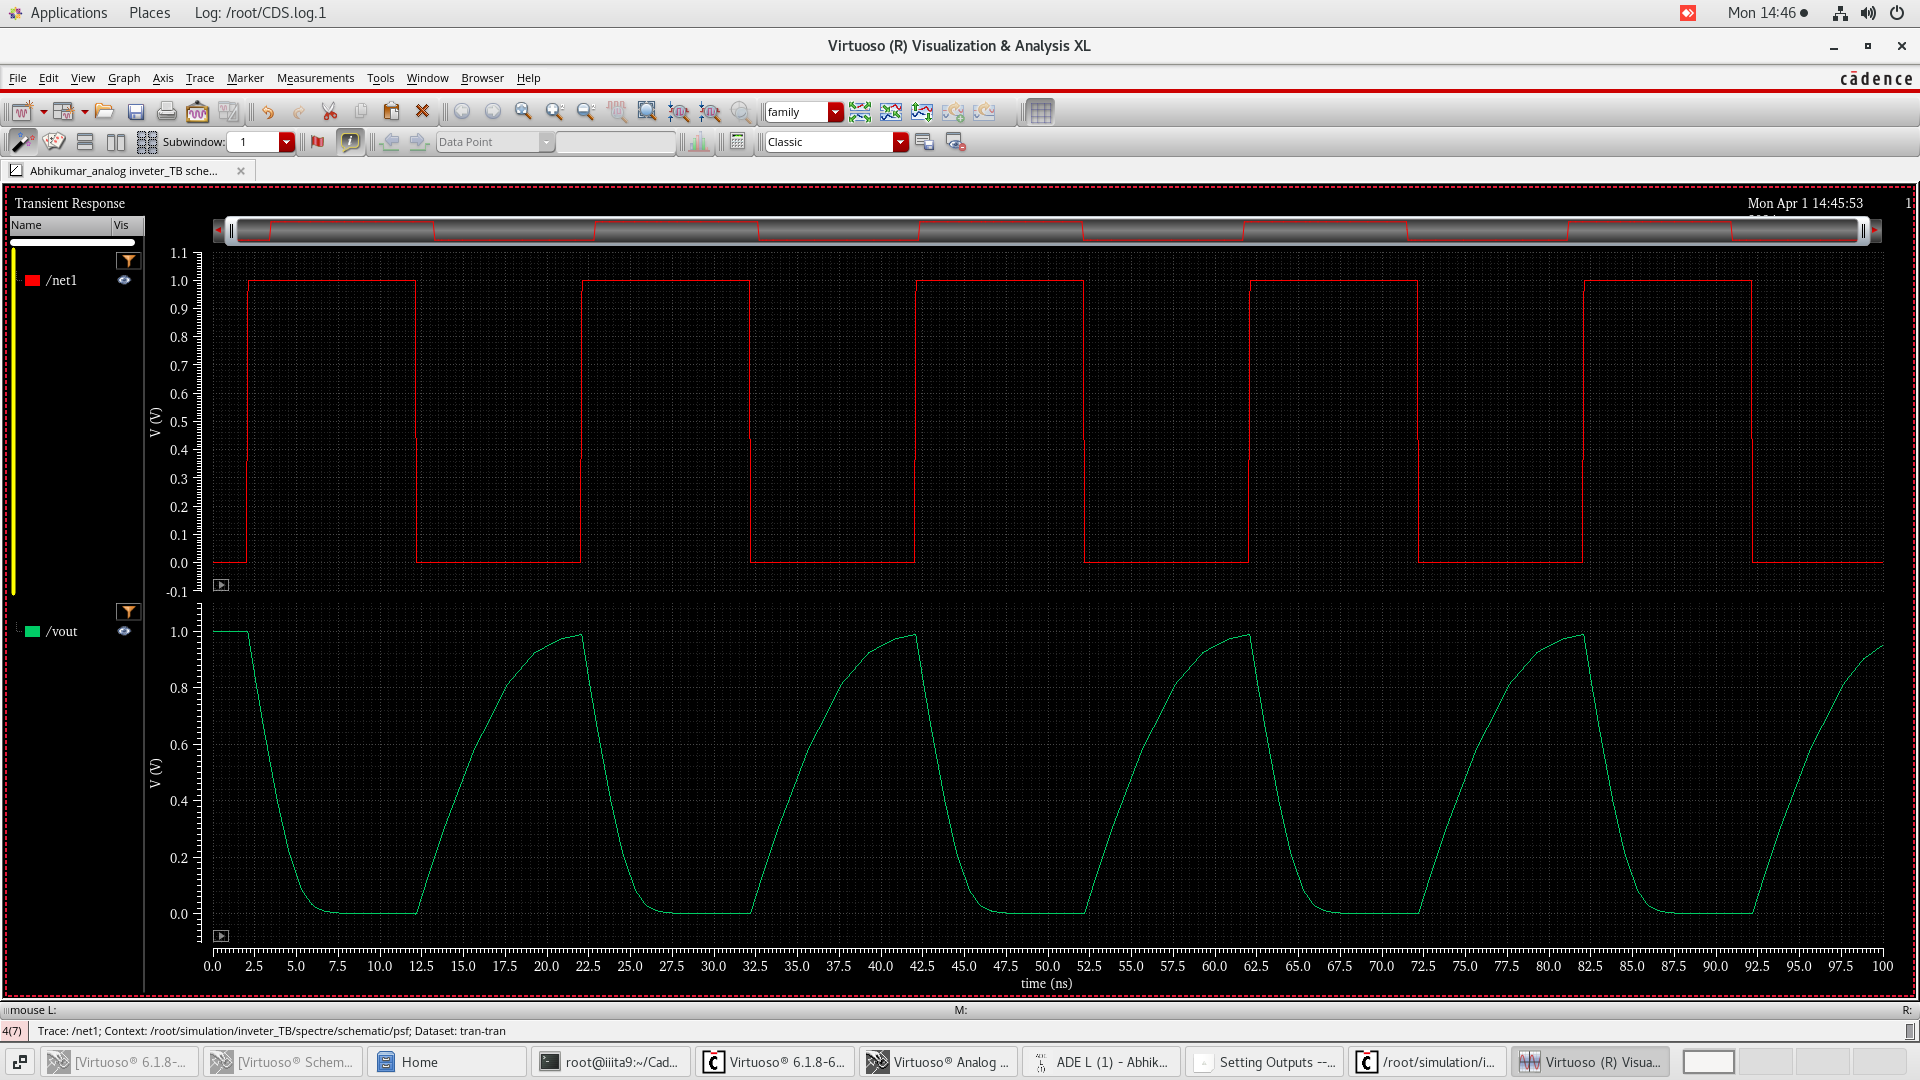 Applications Places Log: /root/CDS.log.1 Mon 14:46
Virtuoso (R) Visualization & Analysis XL
File Edit View Graph Axis Trace Marker Measurements Tools Window Browser Help cādence
family
Subwindow: 1 Data Point Classic
Abhikumar_analog inveter_TB sche...
Transient Response Mon Apr 1 14:45:53 1
Name Vis
/net1
1.1
1.0
0.9
0.8
0.7
0.6
0.5
0.4
0.3
0.2
0.1
0.0
-0.1
V (V)
/vout
1.0
0.8
0.6
0.4
0.2
0.0
V (V)
0.0 2.5 5.0 7.5 10.0 12.5 15.0 17.5 20.0 22.5 25.0 27.5 30.0 32.5 35.0 37.5 40.0 42.5 45.0 47.5 50.0 52.5 55.0 57.5 60.0 62.5 65.0 67.5 70.0 72.5 75.0 77.5 80.0 82.5 85.0 87.5 90.0 92.5 95.0 97.5 100
time (ns)
mouse L: M: R:
4(7) Trace: /net1; Context: /root/simulation/inveter_TB/spectre/schematic/psf; Dataset: tran-tran
[Virtuoso® 6.1.8-... [Virtuoso® Schem... Home root@iiita9:~/Cad... Virtuoso® 6.1.8-6... Virtuoso® Analog ... ADE L (1) - Abhik... Setting Outputs --... /root/simulation/i... Virtuoso (R) Visua...